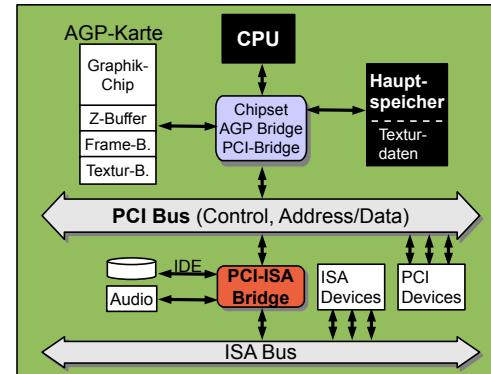 AGP-Karte
Graphik-
Chip
Z-Buffer
Frame-B.
Textur-B.
CPU
Chipset
AGP Bridge
PCI-Bridge
Haupt-
speicher
Textur-
daten
PCI Bus (Control, Address/Data)
IDE
Audio
PCI-ISA
Bridge
ISA
Devices
PCI
Devices
ISA Bus